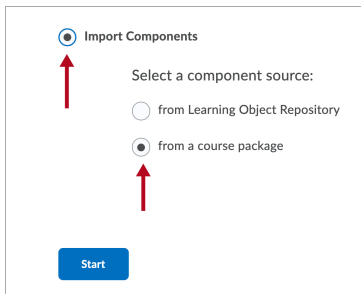 Import Components
Select a component source:
from Learning Object Repository
from a course package
Start